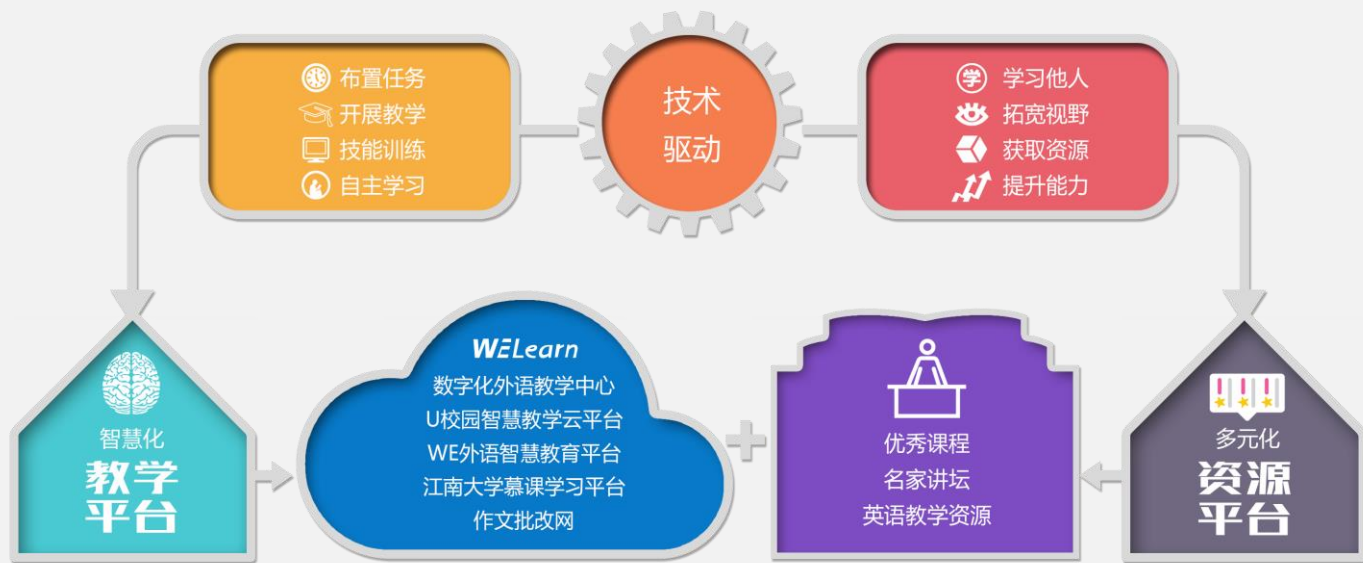 布置任务
开展教学
技能训练
自主学习
技术
驱动
学
学习他人
拓宽视野
获取资源
提升能力
智慧化
教学
平台
WELearn
数字化外语教学中心
U校园智慧教学云平台
WE外语智慧教育平台
江南大学慕课学习平台
作文批改网
优秀课程
名家讲坛
英语教学资源
多元化
资源
平台